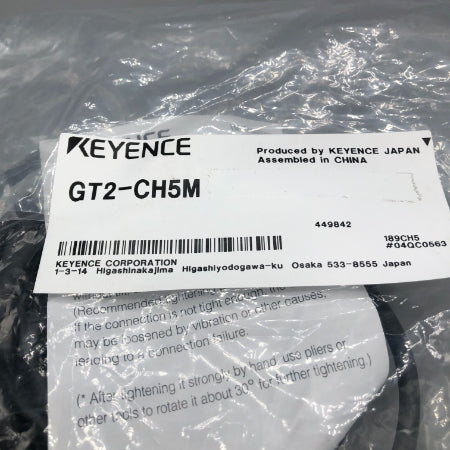 KEYENCE
Produced by KEYENCE JAPAN
Assembled in CHINA
GT2-CH5M
449842
189CH5
#04QC0563
KEYENCE CORPORATION
1-3-14 Higashinakajima Higashiyodogawa-ku Osaka 533-8555 Japan
without
(Recommended tightening
If the connection is not tight enough, the
may be loosened by vibration or other causes,
leading to a connection failure.
(* After tightening it strongly by hand, use pliers or
other tools to rotate it about 30° for further tightening.)